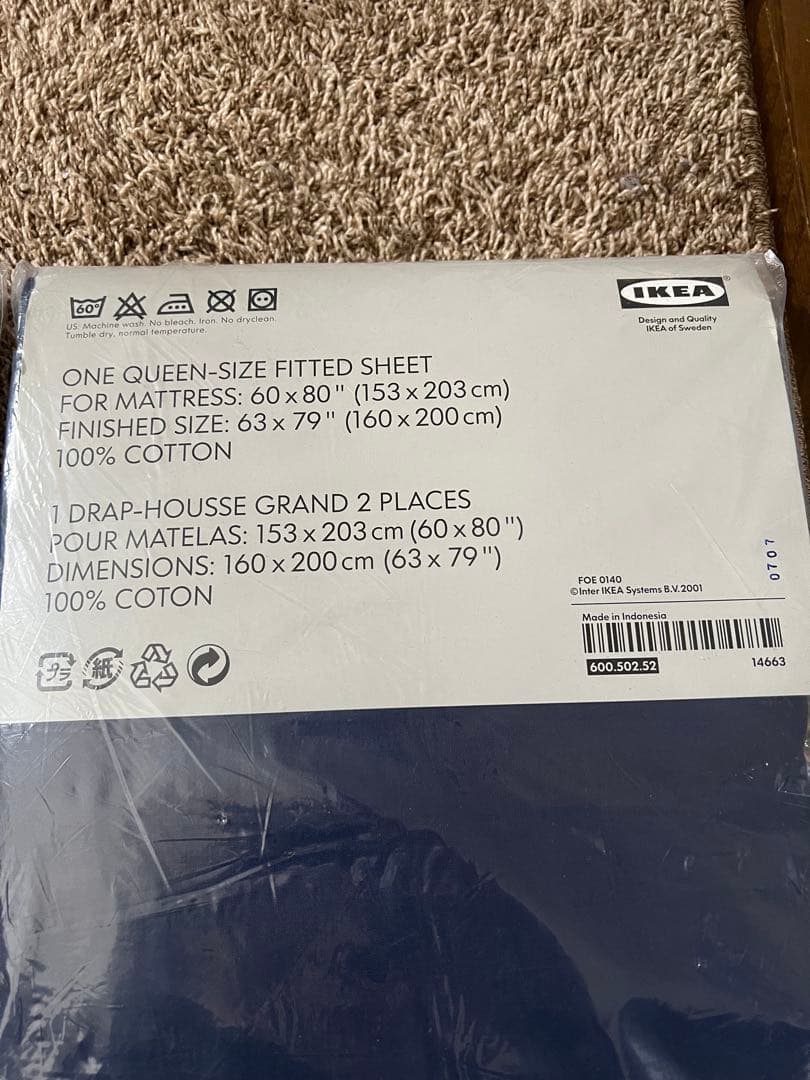 60°
US: Machine wash. No bleach. Iron. No dryclean.
Tumble dry, normal temperature.
IKEA®
Design and Quality
IKEA of Sweden
ONE QUEEN-SIZE FITTED SHEET
FOR MATTRESS: 60 x 80" (153 x 203 cm)
FINISHED SIZE: 63 x 79" (160 x 200 cm)
100% COTTON
1 DRAP-HOUSSE GRAND 2 PLACES
POUR MATELAS: 153 x 203 cm (60 x 80")
DIMENSIONS: 160 x 200 cm (63 x 79")
100% COTON
プラ
紙
0707
FOE 0140
©Inter IKEA Systems B.V. 2001
Made in Indonesia
600.502.52
14663